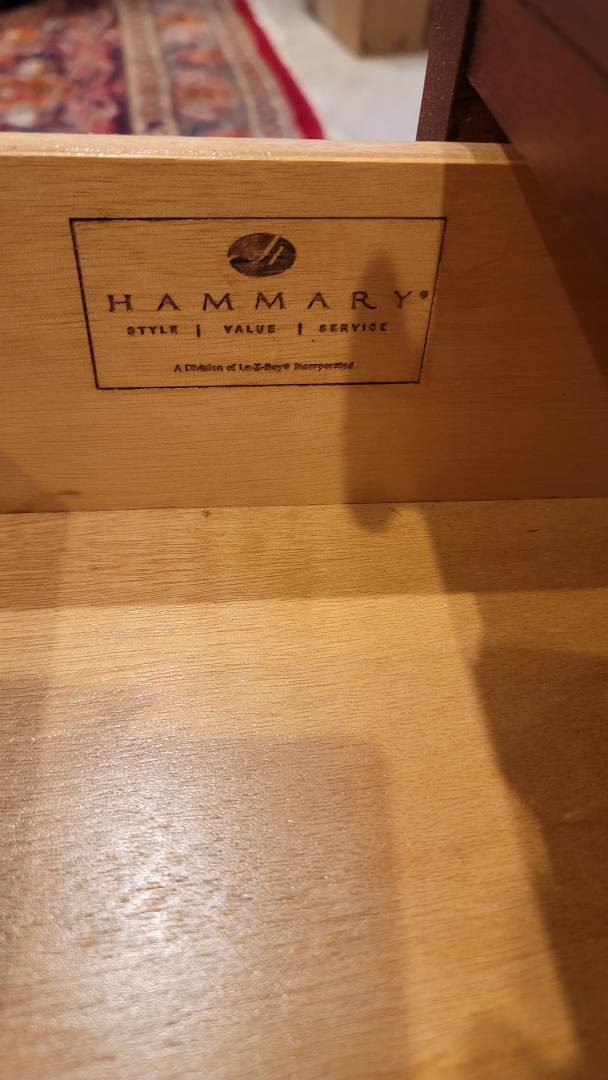 HAMMARY®
STYLE | VALUE | SERVICE
A Division of La-Z-Boy® Incorporated